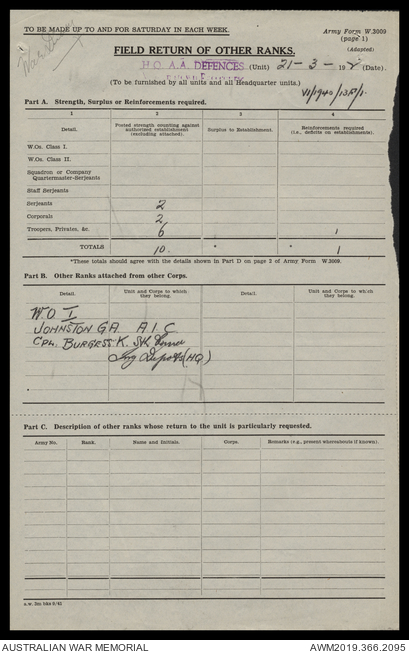 TO BE MADE UP TO AND FOR SATURDAY IN EACH WEEK.
Army Form W.3009
(page 1)
(Adapted)
FIELD RETURN OF OTHER RANKS.
H.Q. A.A. DEFENCES (Unit) 21-3-19 (Date).
(To be furnished by all units and all Headquarter units.)
Part A. Strength, Surplus or Reinforcements required.
1 2 3 4
Detail. Posted strength counting against authorized establishment (excluding attached). Surplus to Establishment. Reinforcements required (i.e., deficits on establishments).
W.Os. Class I.
W.Os. Class II.
Squadron or Company Quartermaster-Serjeants
Staff Serjeants
Serjeants 2
Corporals 2
Troopers, Privates, &c. 6 1
TOTALS 10 * * 1
*These totals should agree with the details shown in Part D on page 2 of Army Form W.3009.
Part B. Other Ranks attached from other Corps.
Detail. Unit and Corps to which they belong. Detail. Unit and Corps to which they belong.
W.O I
JOHNSTON G A A I C
CPL. BURGESS K.
(HQ)
Part C. Description of other ranks whose return to the unit is particularly requested.
Army No. Rank. Name and Initials. Corps. Remarks (e.g., present whereabouts if known).
AUSTRALIAN WAR MEMORIAL
AWM2019.366.2095